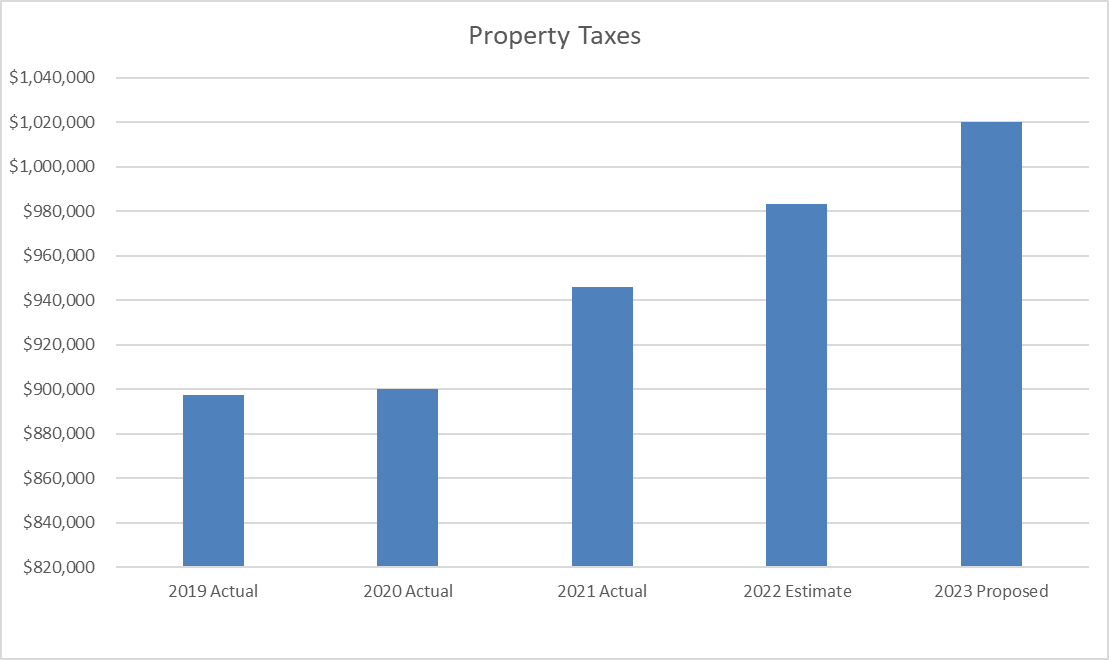 Property Taxes
$1,040,000
$1,020,000
$1,000,000
$980,000
$960,000
$940,000
$920,000
$900,000
$880,000
$860,000
$840,000
$820,000
2019 Actual
2020 Actual
2021 Actual
2022 Estimate
2023 Proposed